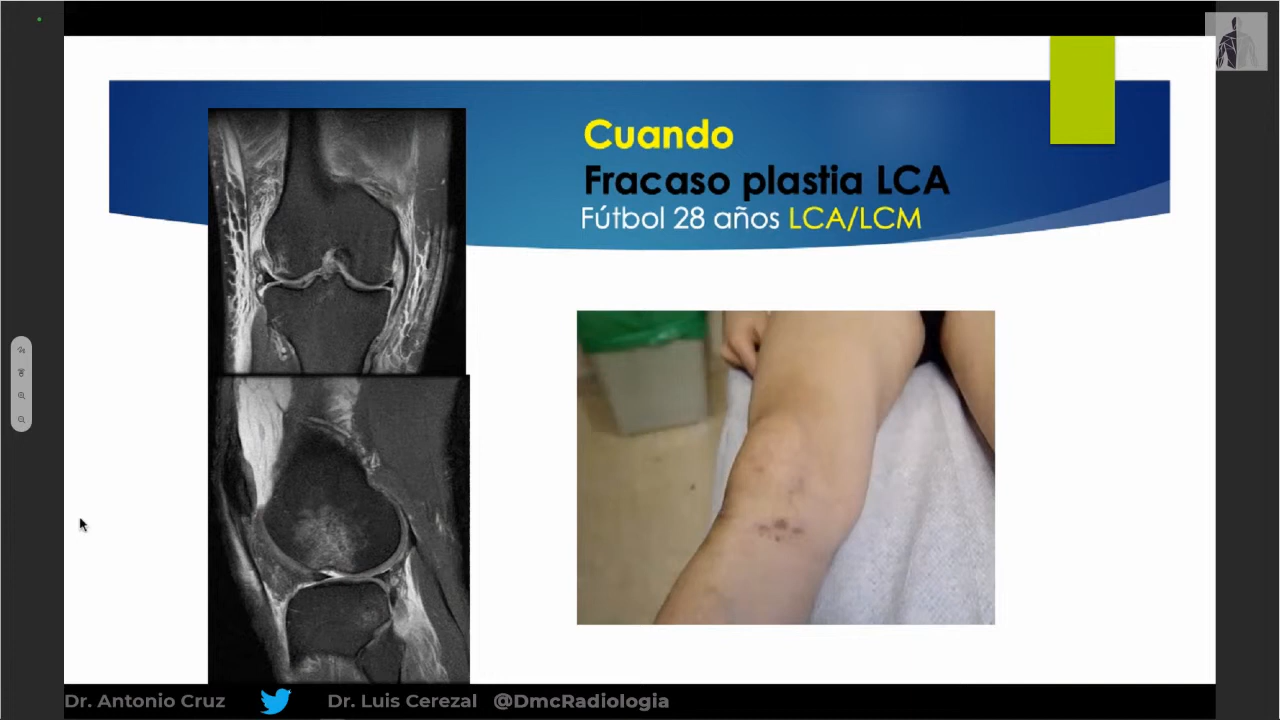 Cuando
Fracaso plastia LCA
Fútbol 28 años LCA/LCM
Dr. Antonio Cruz
Dr. Luis Cerezal @DmcRadiologia